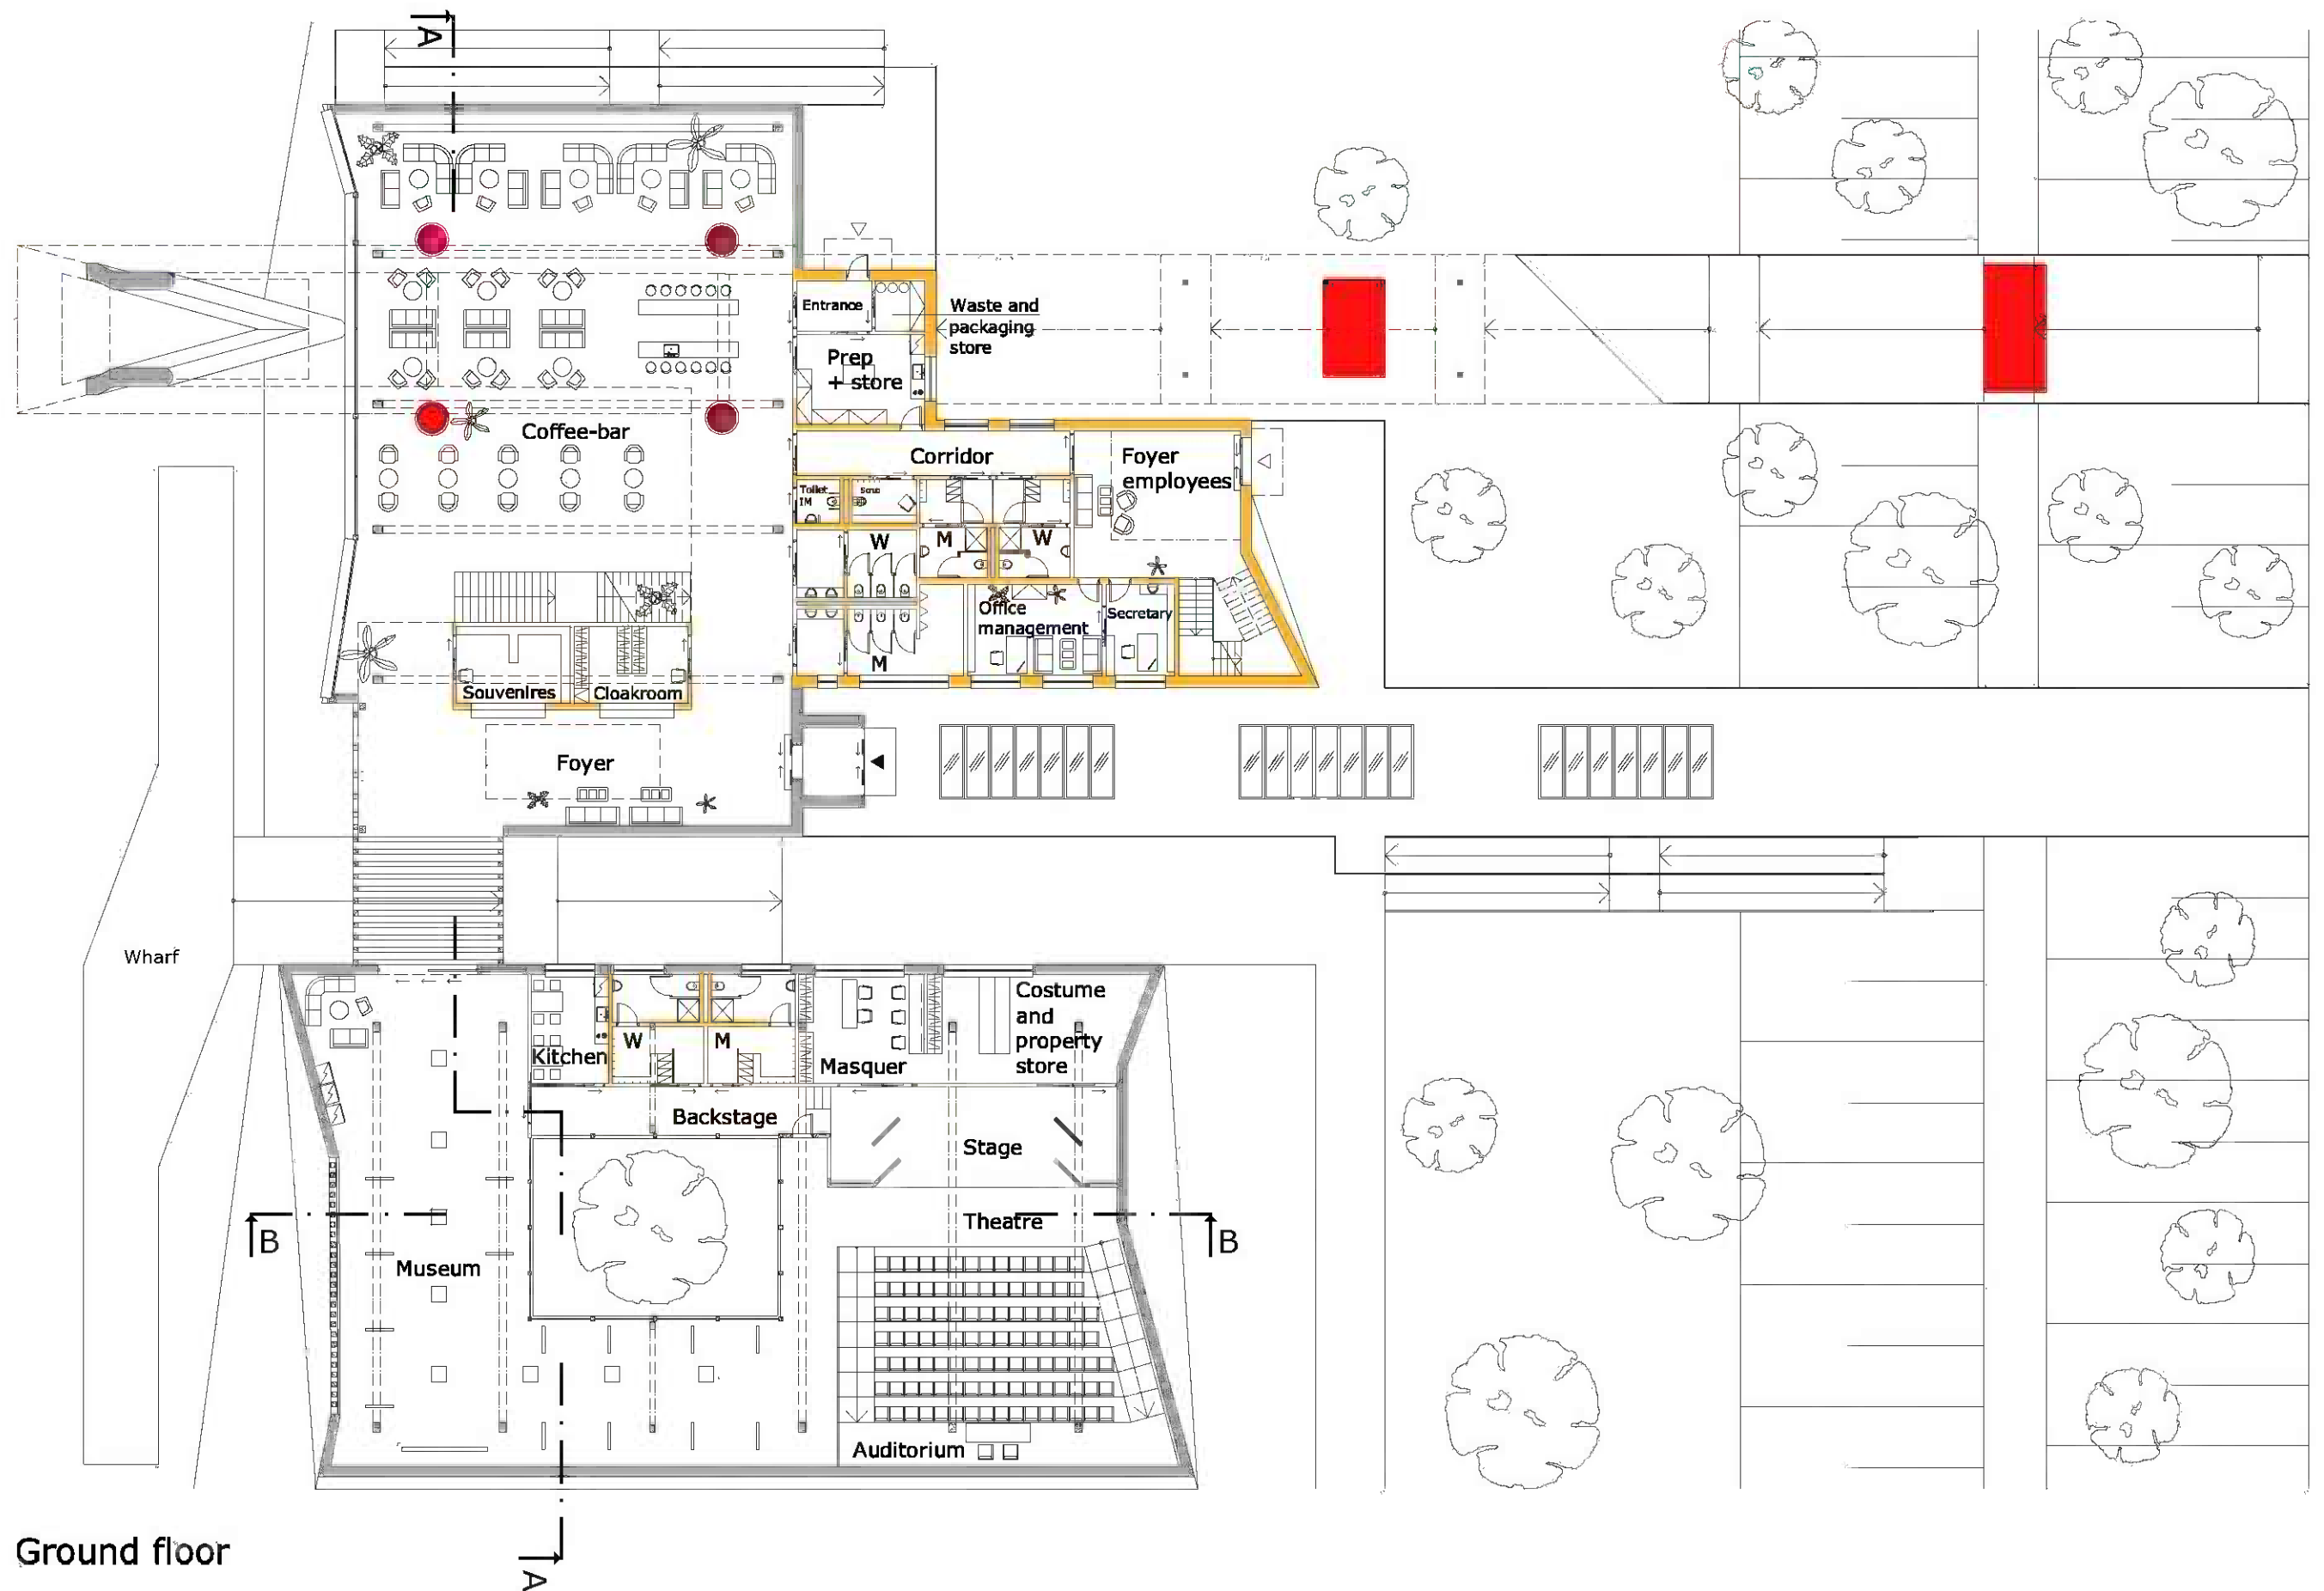 A
Entrance
Waste and
packaging
store
Prep
+ store
Coffee-bar
Corridor
Foyer
employees
Toilet
IM
Scrub
W
M
W
Office
management
Secretary
M
Souvenires
Cloakroom
Foyer
Wharf
Kitchen
W
M
Masquer
Costume
and
property
store
Backstage
Stage
B
Theatre
B
Museum
Auditorium
Ground floor
A